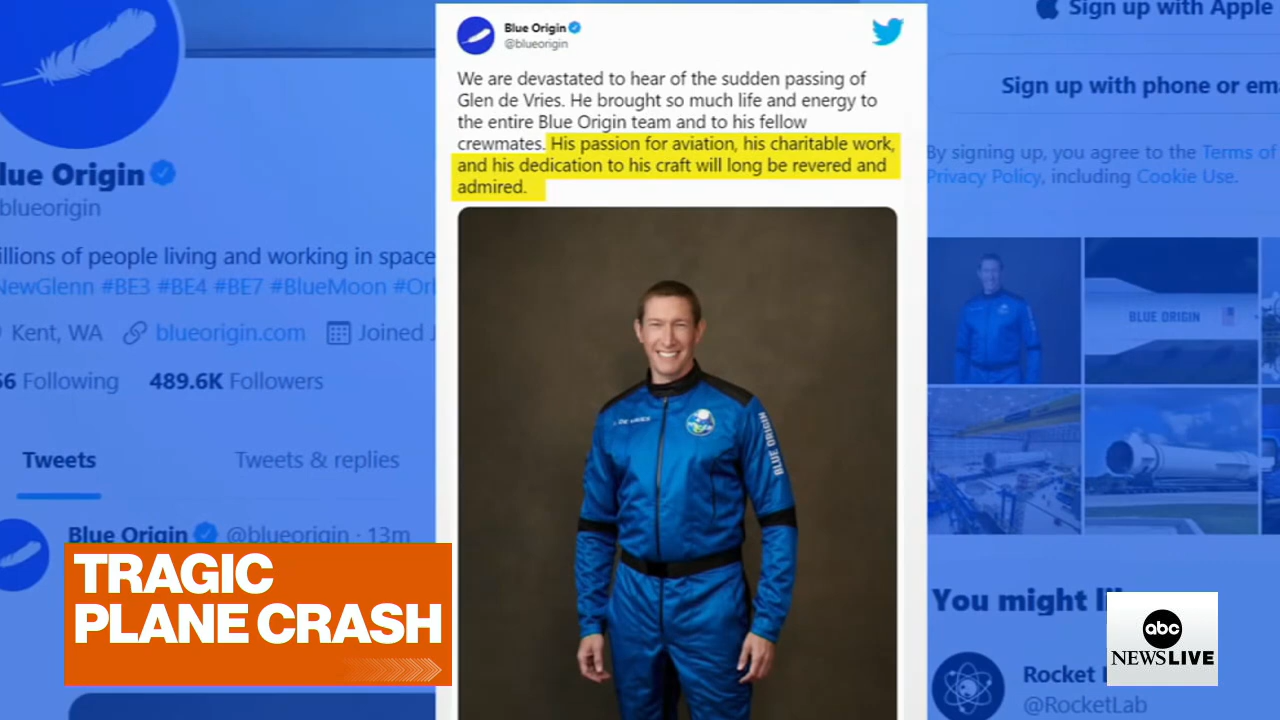 Blue Origin
@blueorigin
We are devastated to hear of the sudden passing of
Glen de Vries. He brought so much life and energy to
the entire Blue Origin team and to his fellow
crewmates. His passion for aviation, his charitable work,
and his dedication to his craft will long be revered and
admired.
DE VRIES
BLUE ORIGIN
lue Origin
blueorigin
illions of people living and working in space
NewGlenn #BE3 #BE4 #BE7 #BlueMoon #Orl
Kent, WA blueorigin.com Joined J
56 Following 489.6K Followers
Tweets Tweets & replies
Blue Origin @blueorigin · 13m
TRAGIC
PLANE CRASH
Sign up with Apple
Sign up with phone or ema
By signing up, you agree to the Terms of
Privacy Policy, including Cookie Use.
BLUE ORIGIN
You might li
Rocket
@RocketLab
abc
NEWS LIVE